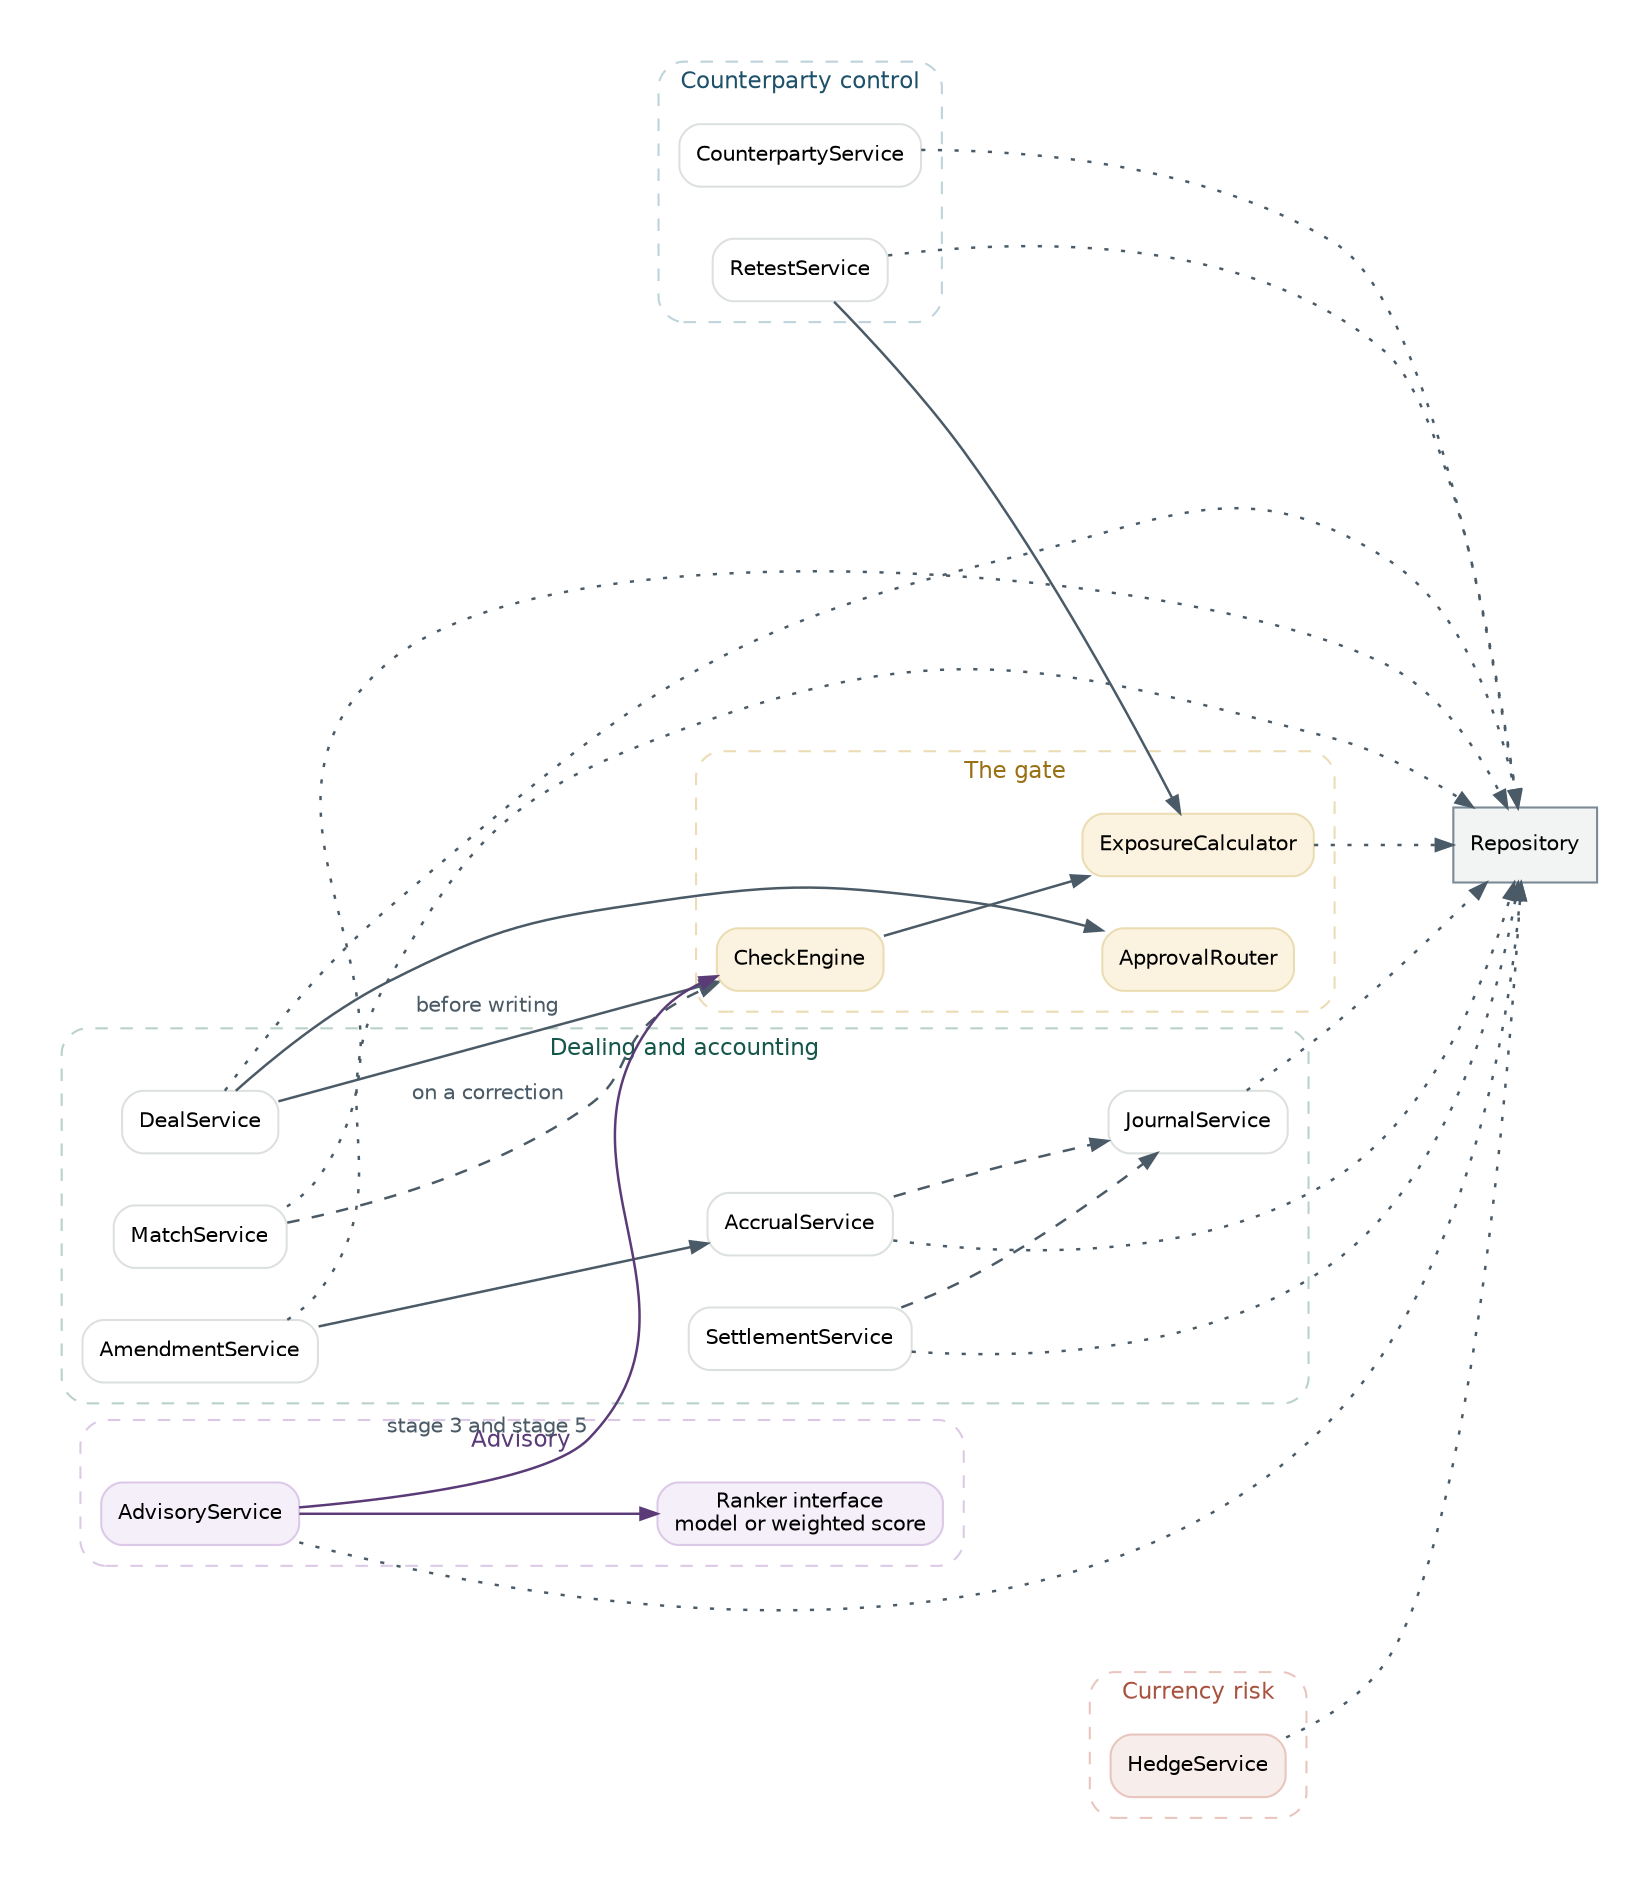 Counterparty control
CounterpartyService
RetestService
The gate
ExposureCalculator
Repository
CheckEngine
ApprovalRouter
before writing
Dealing and accounting
on a correction
DealService
JournalService
MatchService
AccrualService
AmendmentService
SettlementService
stage 3 and stage 5
Advisory
AdvisoryService
Ranker interface
model or weighted score
Currency risk
HedgeService